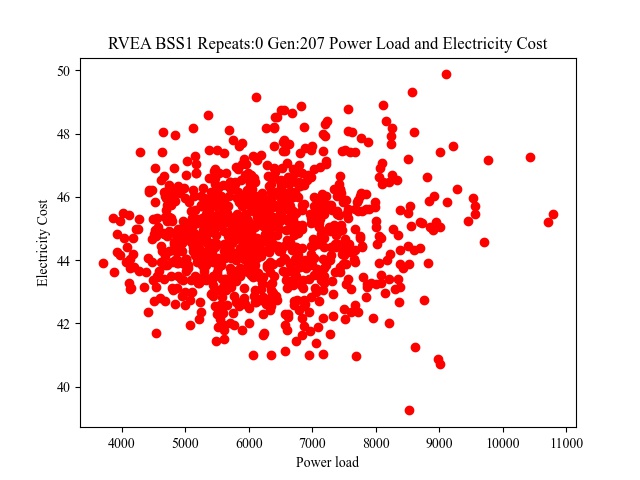 RVEA BSS1 Repeats:0 Gen:207 Power Load and Electricity Cost
50
48
46
44
42
40
Electricity Cost
4000 5000 6000 7000 8000 9000 10000 11000
Power load